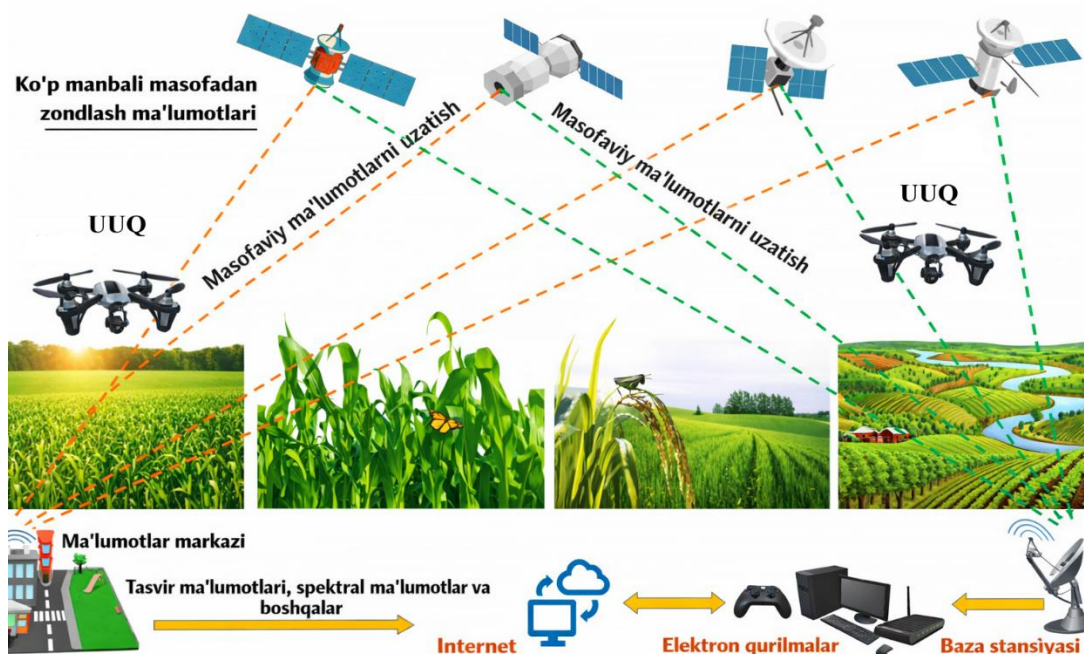 Ko'p manbali masofadan
zondlash ma'lumotlari
Masofaviy ma'lumotlarni uzatish
Masofaviy ma'lumotlarni uzatish
UUQ
UUQ
Ma'lumotlar markazi
Tasvir ma'lumotlari, spektral ma'lumotlar va
boshqalar
Internet
Elektron qurilmalar
Baza stansiyasi